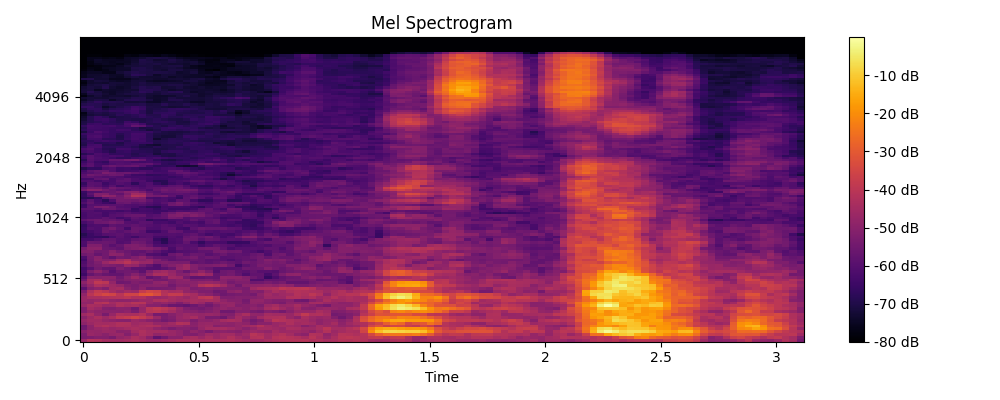 Mel Spectrogram
Hz
4096
2048
1024
512
0
0
0.5
1
1.5
2
2.5
3
Time
-10 dB
-20 dB
-30 dB
-40 dB
-50 dB
-60 dB
-70 dB
-80 dB